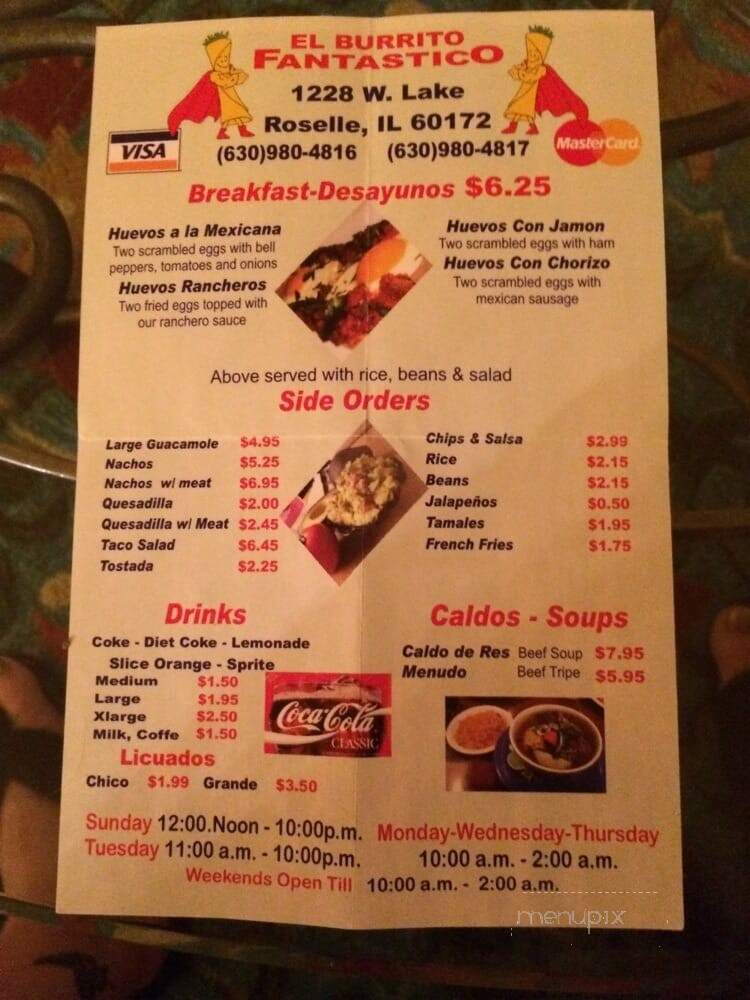 EL BURRITO
FANTASTICO
1228 W. Lake
Roselle, IL 60172
VISA
MasterCard
(630)980-4816 (630)980-4817
Breakfast-Desayunos $6.25
Huevos a la Mexicana
Two scrambled eggs with bell
peppers, tomatoes and onions
Huevos Rancheros
Two fried eggs topped with
our ranchero sauce
Huevos Con Jamon
Two scrambled eggs with ham
Huevos Con Chorizo
Two scrambled eggs with
mexican sausage
Above served with rice, beans & salad
Side Orders
Large Guacamole $4.95
Nachos $5.25
Nachos w/ meat $6.95
Quesadilla $2.00
Quesadilla w/ Meat $2.45
Taco Salad $6.45
Tostada $2.25
Chips & Salsa $2.99
Rice $2.15
Beans $2.15
Jalapeños $0.50
Tamales $1.95
French Fries $1.75
Drinks
Coke - Diet Coke - Lemonade
Slice Orange - Sprite
Medium $1.50
Large $1.95
Xlarge $2.50
Milk, Coffe $1.50
Coca-Cola
CLASSIC
Licuados
Chico $1.99 Grande $3.50
Caldos - Soups
Caldo de Res Beef Soup $7.95
Menudo Beef Tripe $5.95
Sunday 12:00.Noon - 10:00p.m.
Tuesday 11:00 a.m. - 10:00p.m.
Monday-Wednesday-Thursday
10:00 a.m. - 2:00 a.m.
Weekends Open Till 10:00 a.m. - 2:00 a.m.
menupix